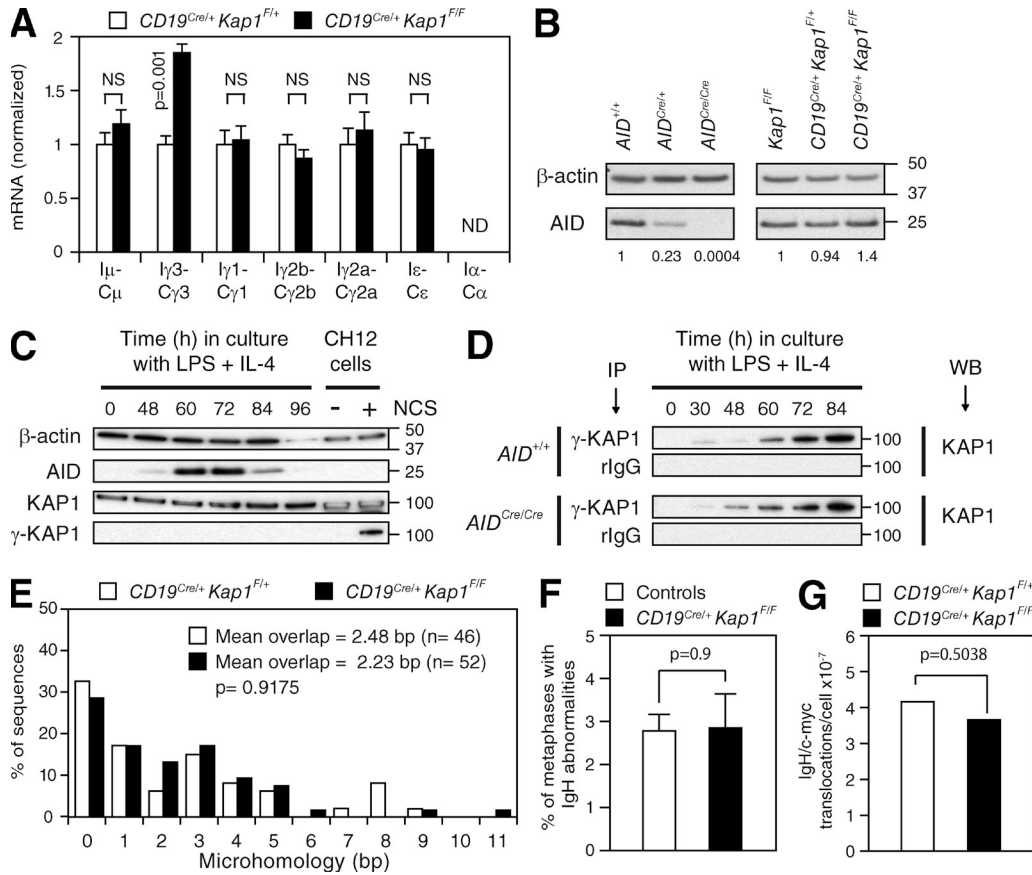 A
CD19Cre/+ Kap1F/+ CD19Cre/+ Kap1F/F
mRNA (normalized)
2
1.5
1
0.5
0
NS
p=0.001
NS
NS
NS
NS
ND
Iμ- Iγ3- Iγ1- Iγ2b- Iγ2a- Iε- Iα-
Cμ Cγ3 Cγ1 Cγ2b Cγ2a Cε Cα
B
AID+/+
AIDCre/+
AIDCre/Cre
Kap1F/F
CD19Cre/+ Kap1F/+
CD19Cre/+ Kap1F/F
β-actin
50
37
AID
25
1 0.23 0.0004 1 0.94 1.4
C
Time (h) in culture
with LPS + IL-4
CH12
cells
0 48 60 72 84 96 - + NCS
β-actin
50
37
AID 25
KAP1 100
γ-KAP1 100
D
Time (h) in culture
with LPS + IL-4
IP
WB
0 30 48 60 72 84
AID+/+
γ-KAP1 100
rIgG 100
KAP1
AIDCre/Cre
γ-KAP1 100
rIgG 100
KAP1
E
CD19Cre/+ Kap1F/+ CD19Cre/+ Kap1F/F
Mean overlap = 2.48 bp (n= 46)
Mean overlap = 2.23 bp (n= 52)
p= 0.9175
% of sequences
50
40
30
20
10
0
0 1 2 3 4 5 6 7 8 9 10 11
Microhomology (bp)
F
Controls
CD19Cre/+ Kap1F/F
% of metaphases with
IgH abnormalities
5
4
3
2
1
0
p=0.9
G
CD19Cre/+ Kap1F/+
CD19Cre/+ Kap1F/F
IgH/c-myc
translocations/cell x10-7
6
5
4
3
2
1
0
p=0.5038